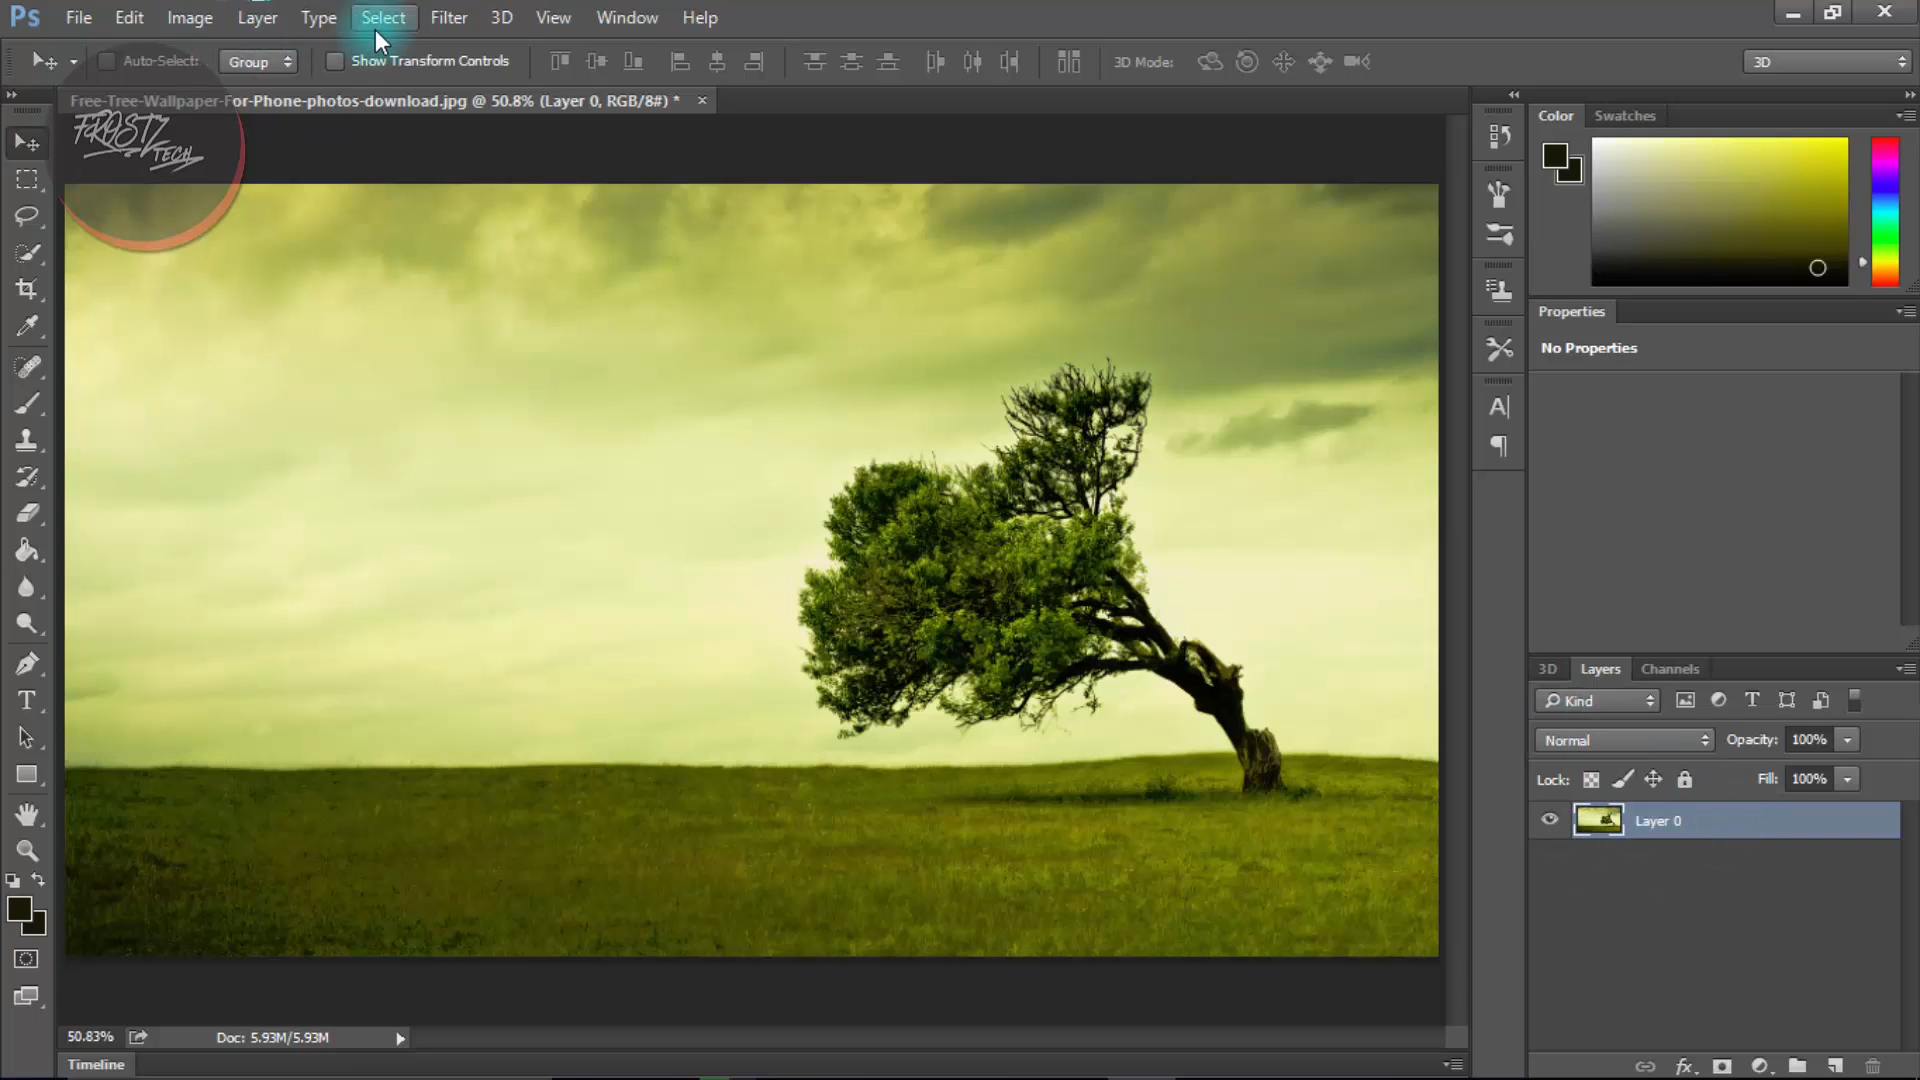 Ps File Edit Image Layer Type Select Filter 3D View Window Help
Auto-Select: Group Show Transform Controls 3D Mode: 3D
Free-Tree-Wallpaper-For-Phone-photos-download.jpg @ 50.8% (Layer 0, RGB/8#) * ×
FROSTY
TECH
Color Swatches
Properties
No Properties
3D Layers Channels
Kind
Normal Opacity: 100%
Lock: Fill: 100%
Layer 0
50.83% Doc: 5.93M/5.93M
Timeline